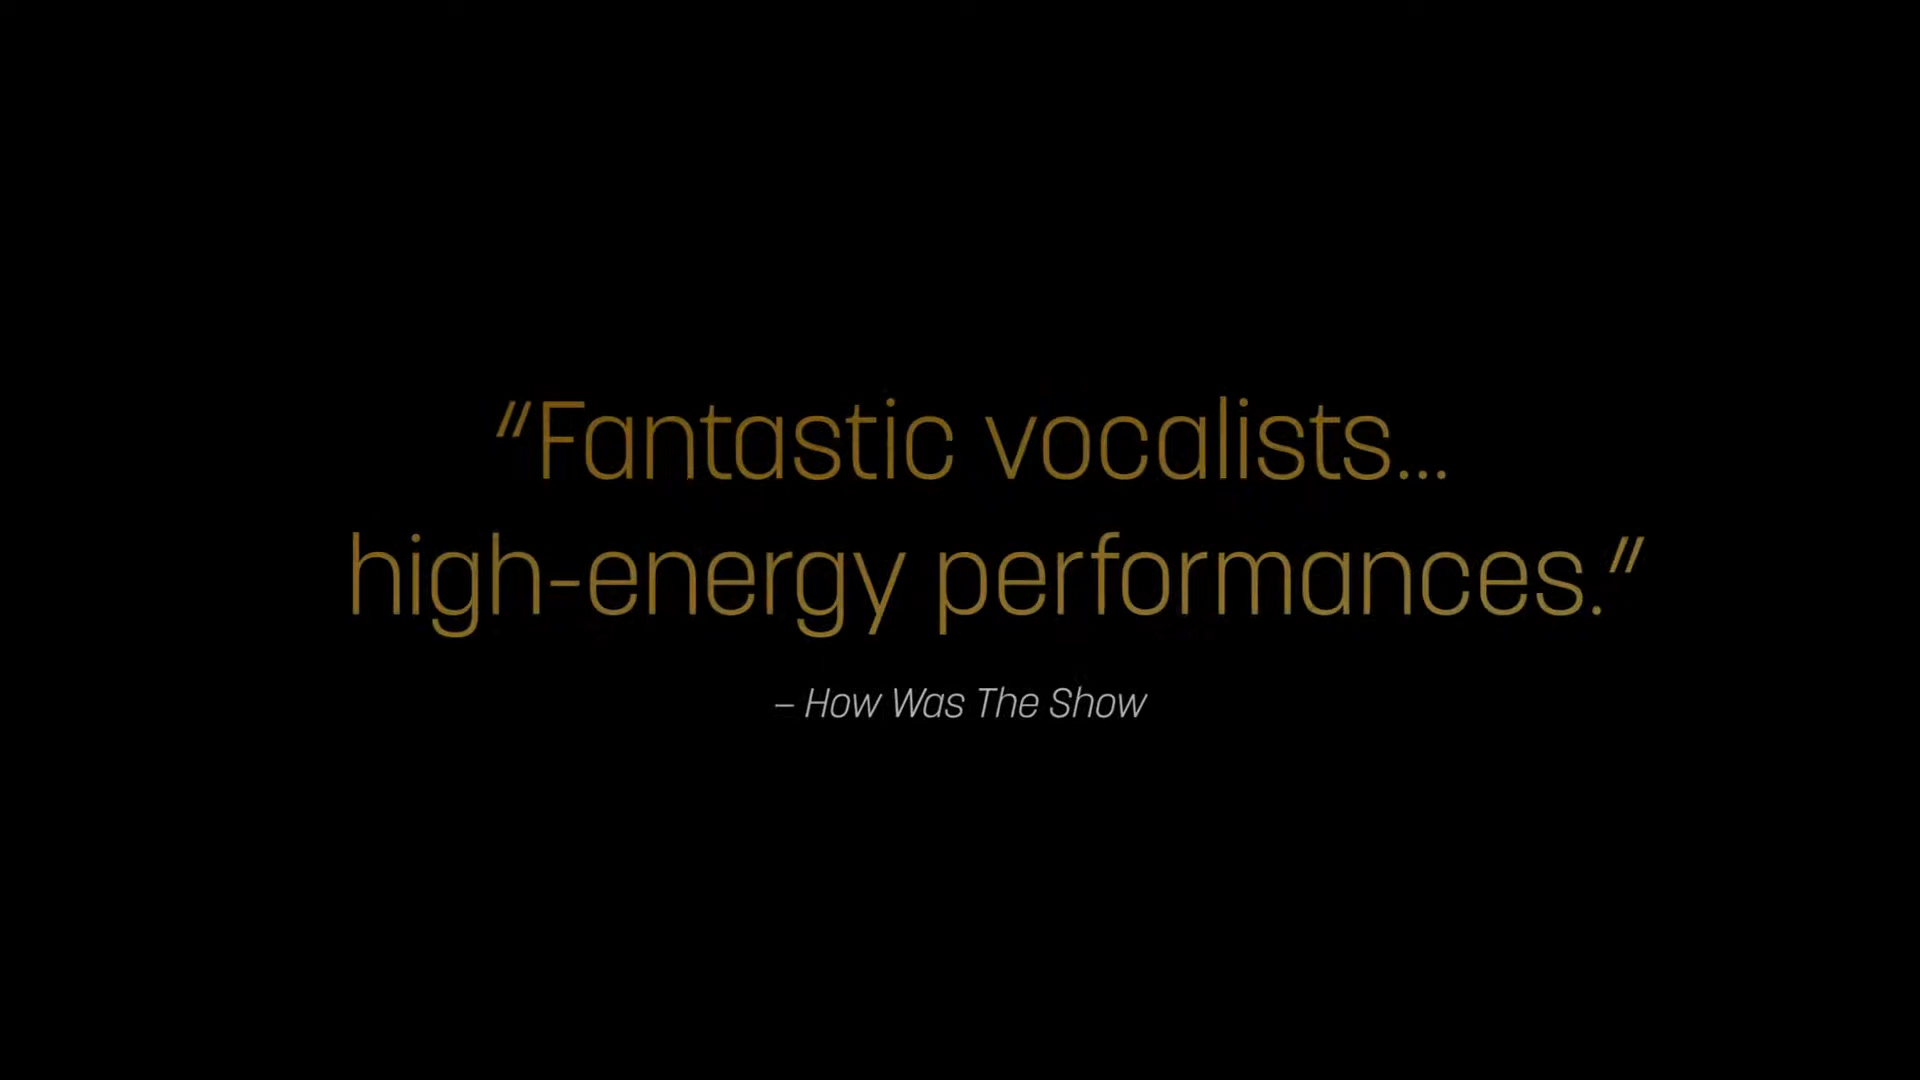 “Fantastic vocalists...
high-energy performances.”
– How Was The Show